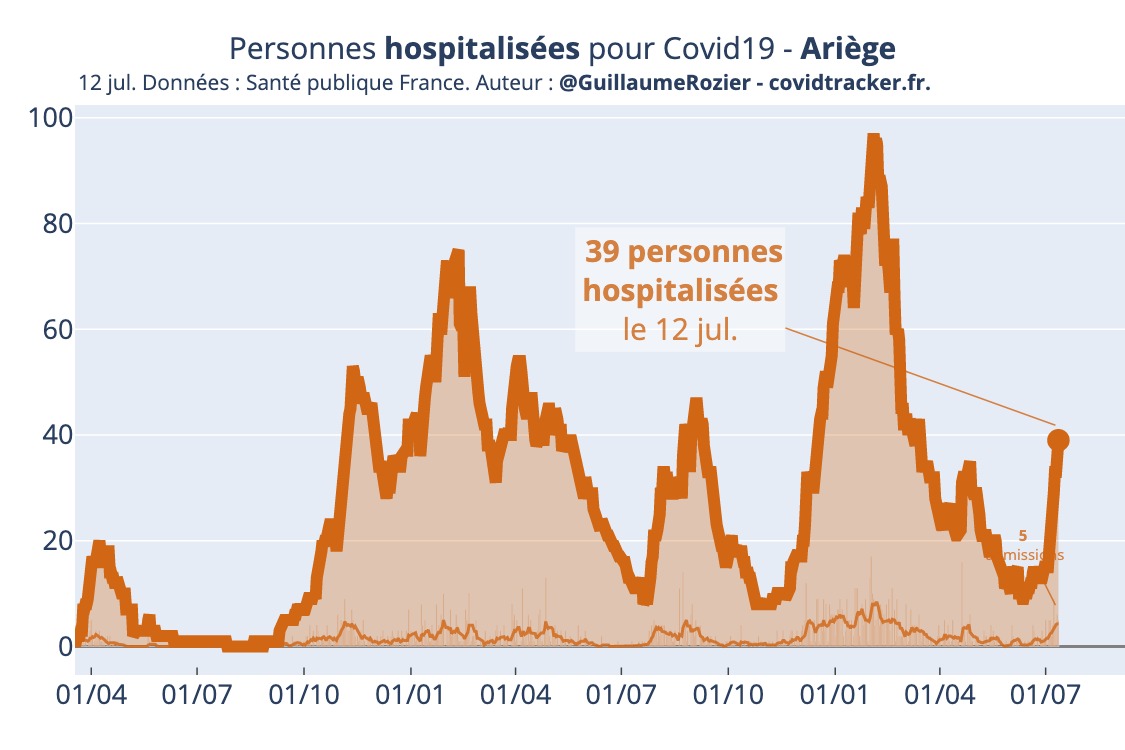 Personnes hospitalisées pour Covid19 - Ariège
12 jul. Données : Santé publique France. Auteur : @GuillaumeRozier - covidtracker.fr.
100
80
60
40
20
0
39 personnes
hospitalisées
le 12 jul.
5
admissions
01/04 01/07 01/10 01/01 01/04 01/07 01/10 01/01 01/04 01/07